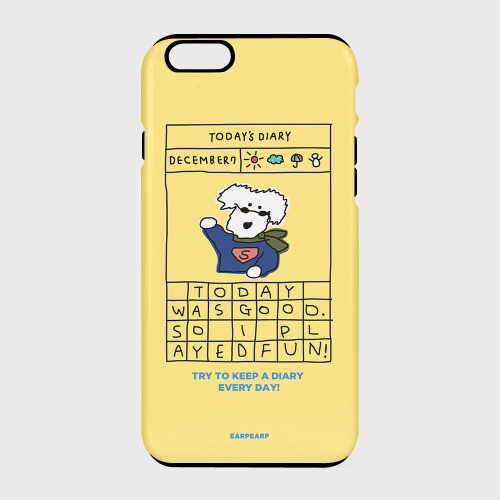 TODAY'S DIARY
DECEMBER 7
S
TODAY
WAS GOOD.
SO I PL
AYED FUN!
TRY TO KEEP A DIARY
EVERY DAY!
EARPEARP